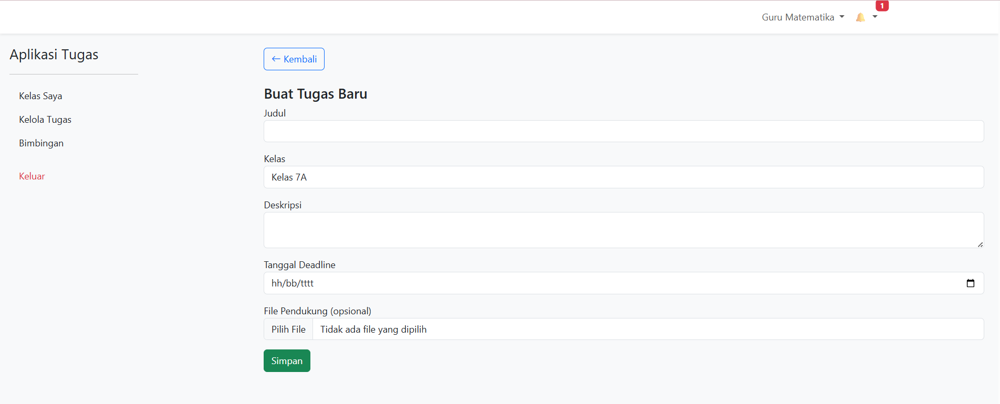 Guru Matematika
1
Aplikasi Tugas
Kelas Saya
Kelola Tugas
Bimbingan
Keluar
← Kembali
Buat Tugas Baru
Judul
Kelas
Kelas 7A
Deskripsi
Tanggal Deadline
hh/bb/tttt
File Pendukung (opsional)
Pilih File Tidak ada file yang dipilih
Simpan